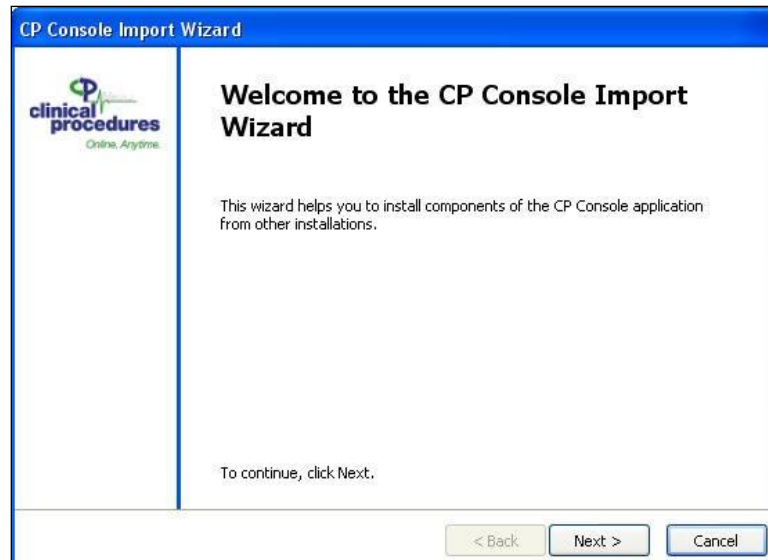 CP Console Import Wizard
CP
clinical
procedures
Online, Anytime.
Welcome to the CP Console Import
Wizard
This wizard helps you to install components of the CP Console application
from other installations.
To continue, click Next.
< Back
Next >
Cancel